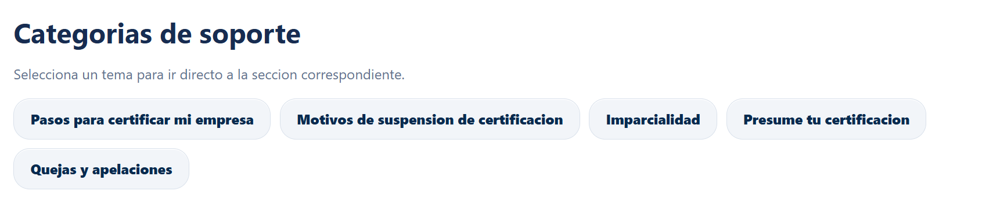 Categorias de soporte
Selecciona un tema para ir directo a la seccion correspondiente.
Pasos para certificar mi empresa
Motivos de suspension de certificacion
Imparcialidad
Presume tu certificacion
Quejas y apelaciones